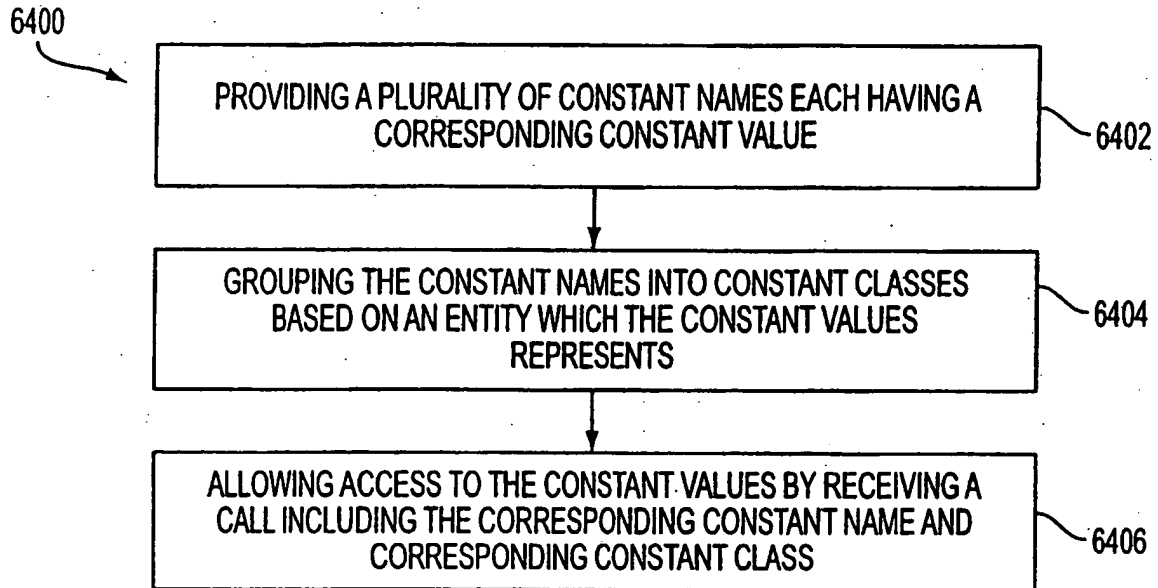 6400
PROVIDING A PLURALITY OF CONSTANT NAMES EACH HAVING A
CORRESPONDING CONSTANT VALUE
6402
GROUPING THE CONSTANT NAMES INTO CONSTANT CLASSES
BASED ON AN ENTITY WHICH THE CONSTANT VALUES
REPRESENTS
6404
ALLOWING ACCESS TO THE CONSTANT VALUES BY RECEIVING A
CALL INCLUDING THE CORRESPONDING CONSTANT NAME AND
CORRESPONDING CONSTANT CLASS
6406